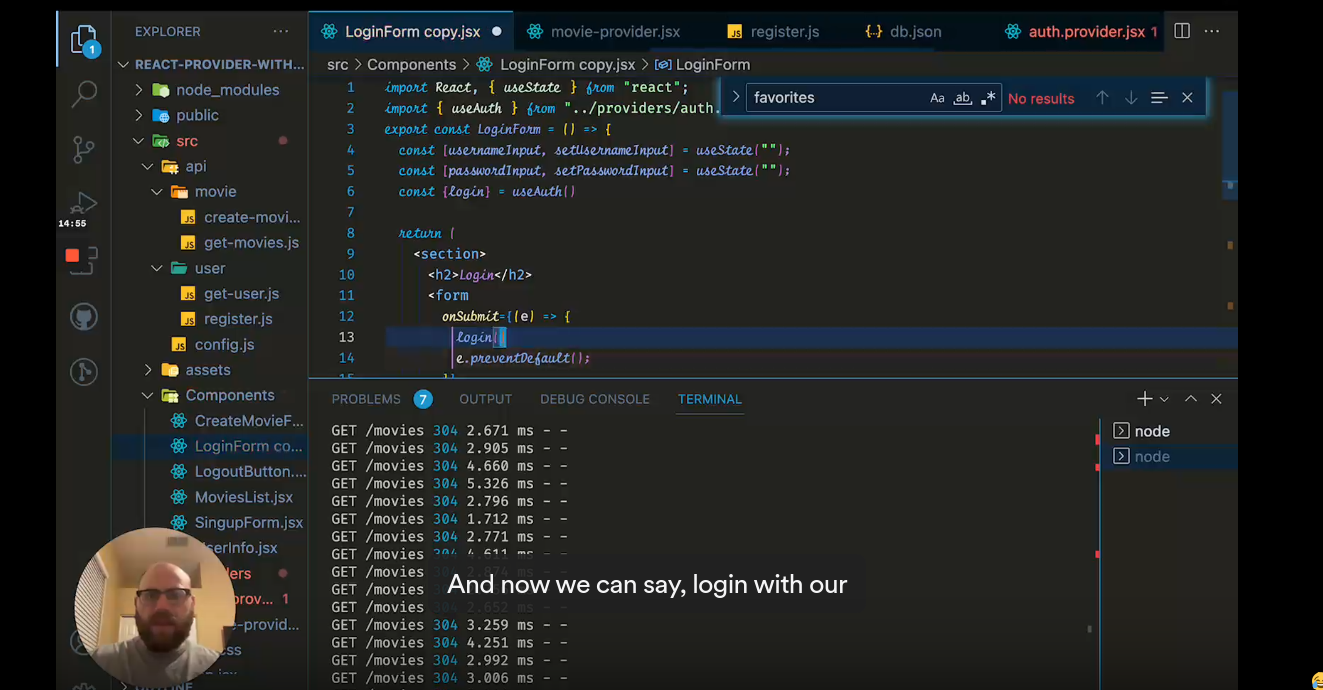 EXPLORER ...
LoginForm copy.jsx
movie-provider.jsx
register.js
db.json
auth.provider.jsx 1
...
src > Components > LoginForm copy.jsx > LoginForm
1
REACT-PROVIDER-WITH...
node_modules
public
src
api
movie
create-movi...
get-movies.js
14:55
user
get-user.js
register.js
config.js
assets
Components
CreateMovieF...
LoginForm co...
LogoutButton....
MoviesList.jsx
SingupForm.jsx
serInfo.jsx
ders
prov... 1
e-provid...
css
OUTLINE
favorites
Aa ab .*
No results
1 import React, { useState } from "react";
2 import { useAuth } from "../providers/auth.
3 export const LoginForm = () => {
4 const [usernameInput, setUsernameInput] = useState("");
5 const [passwordInput, setPasswordInput] = useState("");
6 const {login} = useAuth()
7
8 return (
9 <section>
10 <h2>Login</h2>
11 <form
12 onSubmit={(e) => {
13 login()
14 e.preventDefault();
15 }}
PROBLEMS 7 OUTPUT DEBUG CONSOLE TERMINAL
GET /movies 304 2.671 ms - -
GET /movies 304 2.905 ms - -
GET /movies 304 4.660 ms - -
GET /movies 304 5.326 ms - -
GET /movies 304 2.796 ms - -
GET /movies 304 1.712 ms - -
GET /movies 304 2.771 ms - -
GET /movies 304 4.611 ms - -
GET /movies 304 2.874 ms - -
GET /movies
GET /movies 304 2.652 ms - -
GET /movies 304 3.259 ms - -
GET /movies 304 4.251 ms - -
GET /movies 304 2.992 ms - -
GET /movies 304 3.006 ms - -
node
node
And now we can say, login with our